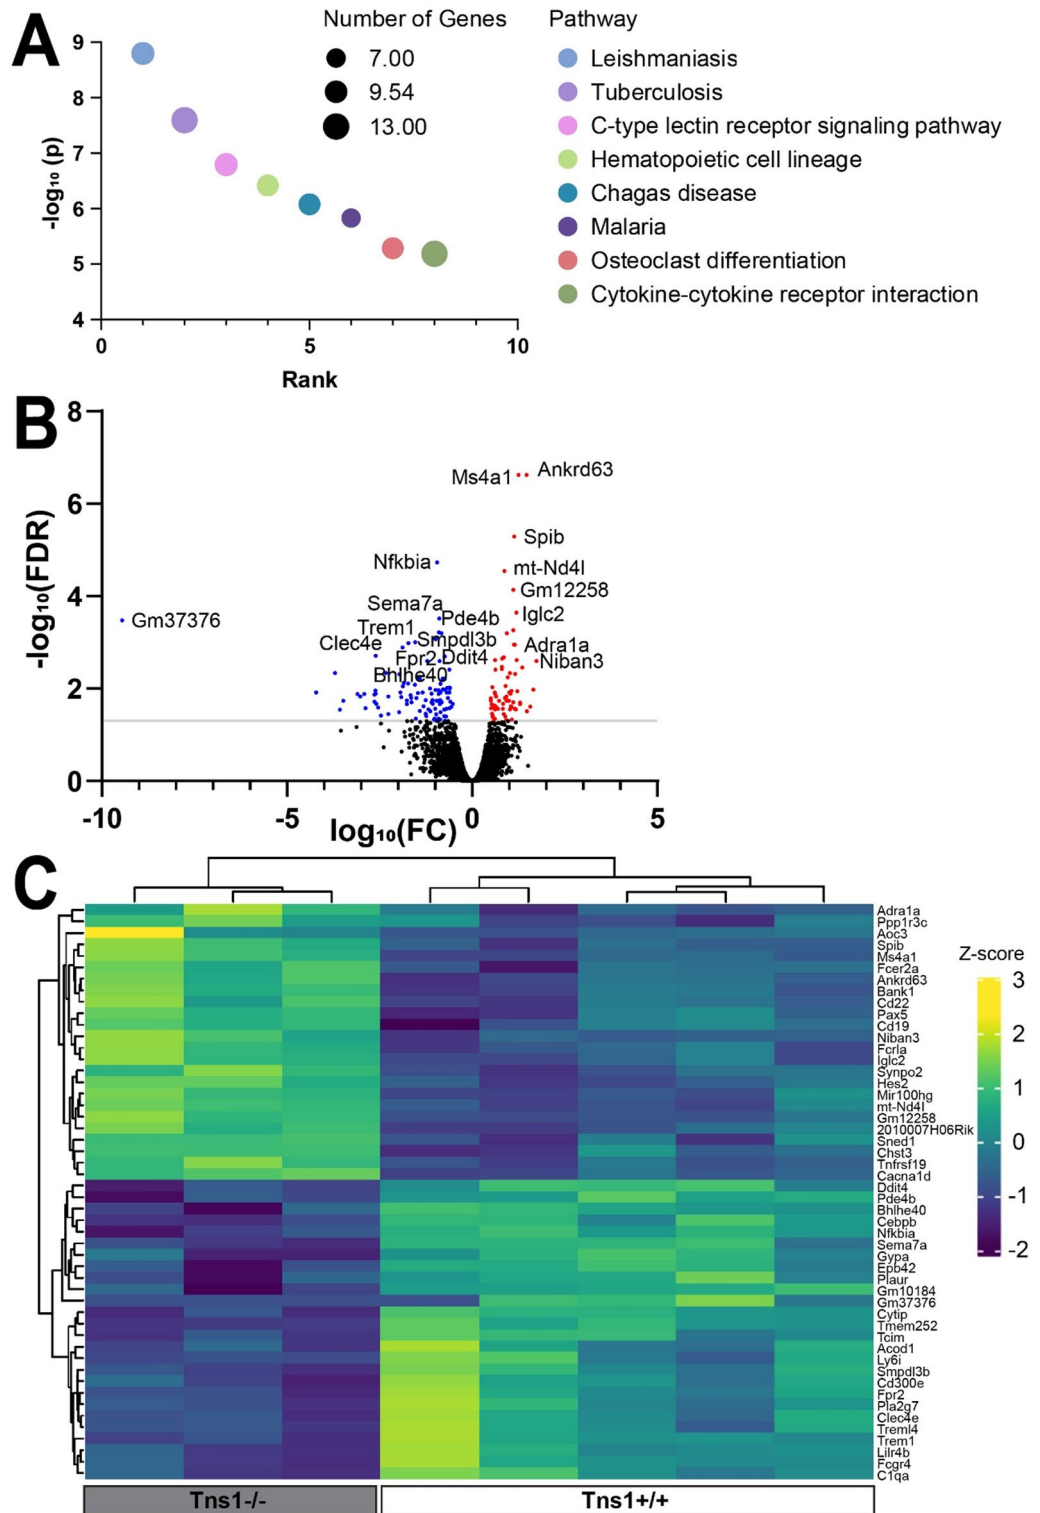 A
Number of Genes
Pathway
7.00
9.54
13.00
Leishmaniasis
Tuberculosis
C-type lectin receptor signaling pathway
Hematopoietic cell lineage
Chagas disease
Malaria
Osteoclast differentiation
Cytokine-cytokine receptor interaction
-log₁₀ (p)
9
8
7
6
5
4
0
5
10
Rank
B
8
6
4
2
0
-log₁₀(FDR)
Ms4a1
Ankrd63
Spib
Nfkbia
mt-Nd4l
Gm12258
Sema7a
Iglc2
Gm37376
Pde4b
Trem1
Smpdl3b
Clec4e
Adra1a
Fpr2
Ddit4
Niban3
Bhlhe40
-10
-5
0
5
log₁₀(FC)
C
Adra1a
Ppp1r3c
Aoc3
Spib
Ms4a1
Fcer2a
Ankrd63
Bank1
Cd22
Pax5
Cd19
Niban3
Fcrla
Iglc2
Synpo2
Hes2
Mir100hg
mt-Nd4l
Gm12258
2010007H06Rik
Sned1
Chst3
Tnfrsf19
Cacna1d
Ddit4
Pde4b
Bhlhe40
Cebpb
Nfkbia
Sema7a
Gypa
Epb42
Plaur
Gm10184
Gm37376
Cytip
Tmem252
Tcim
Acod1
Ly6i
Smpdl3b
Cd300e
Fpr2
Pla2g7
Clec4e
Treml4
Trem1
Lilr4b
Fcgr4
C1qa
Z-score
3
2
1
0
-1
-2
Tns1-/-
Tns1+/+